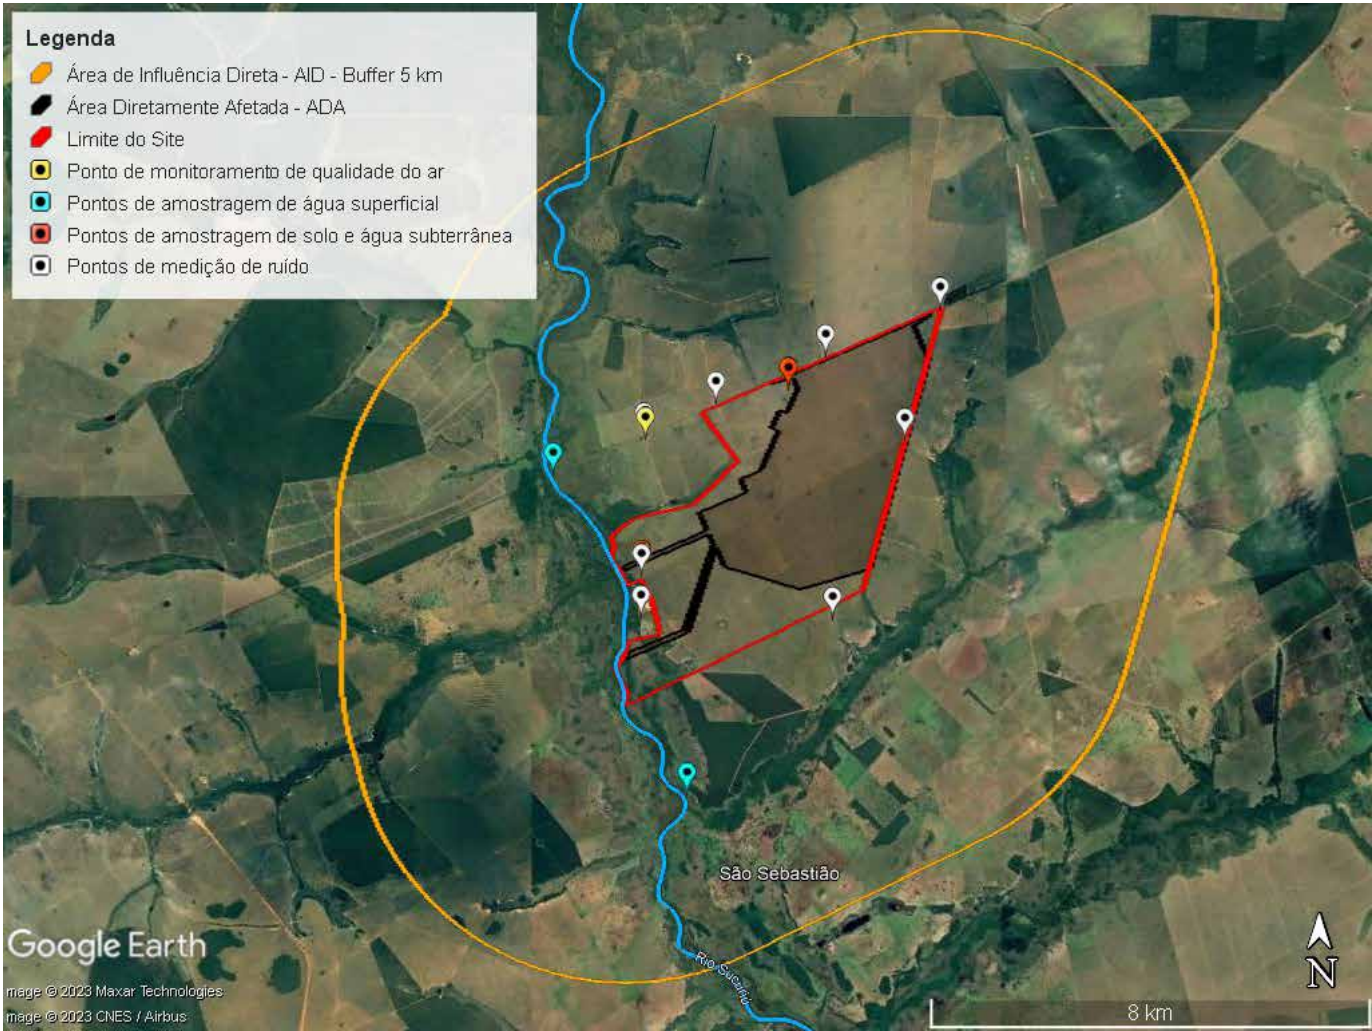 Legenda
Área de Influência Direta - AID - Buffer 5 km
Área Diretamente Afetada - ADA
Limite do Site
Ponto de monitoramento de qualidade do ar
Pontos de amostragem de água superficial
Pontos de amostragem de solo e água subterrânea
Pontos de medição de ruído
São Sebastião
Rio Sucuriú
Google Earth
N
mage © 2023 Maxar Technologies
mage © 2023 CNES / Airbus
8 km